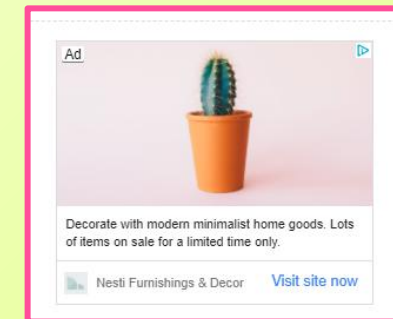 Ad
Decorate with modern minimalist home goods. Lots
of items on sale for a limited time only.
Nesti Furnishings & Decor Visit site now